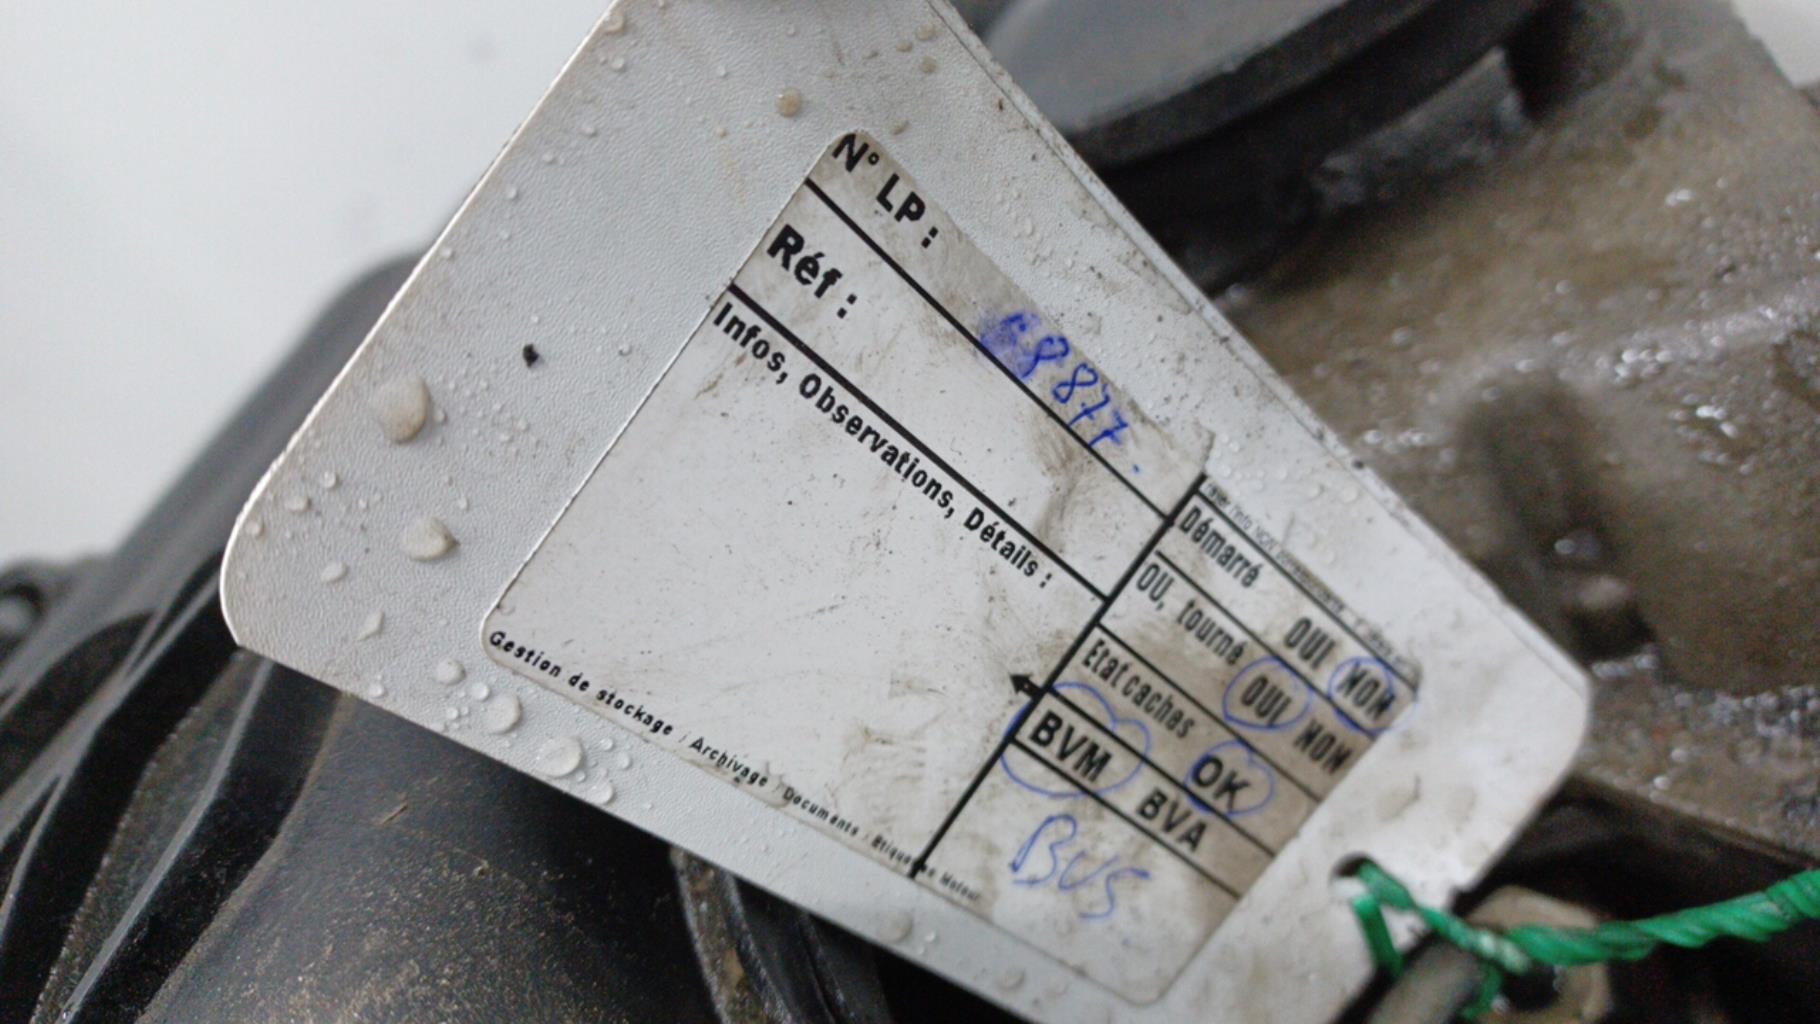 N° LP : 68877.
Réf :
Infos, Observations, Détails :
Démarré OUI NON
OU, tourné OUI NON
Etat caches OK
BVM BVA
BUS
Gestion de stockage / Archivage / Documents /